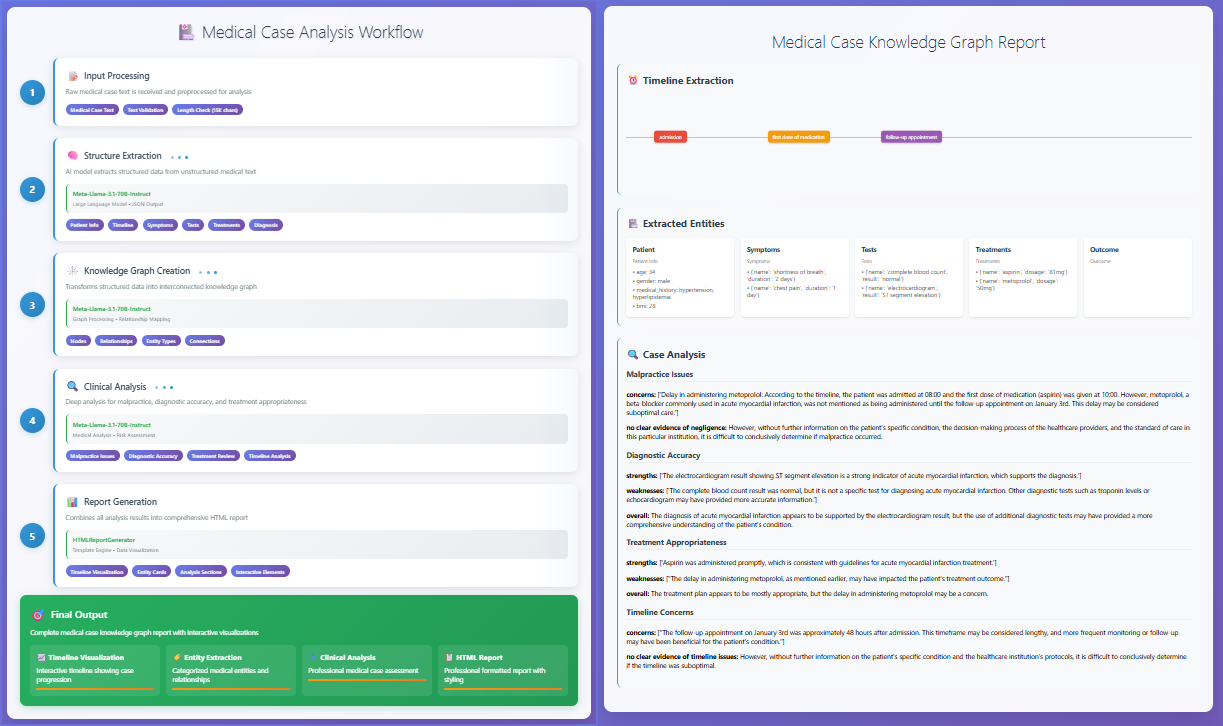 Medical Case Analysis Workflow
1
Input Processing
Raw medical case text is received and preprocessed for analysis
Medical Case Text
Text Validation
Length Check (15K chars)
2
Structure Extraction
AI model extracts structured data from unstructured medical text
Meta-Llama-3.1-70B-Instruct
Large Language Model • JSON Output
Patient Info
Timeline
Symptoms
Tests
Treatments
Diagnosis
3
Knowledge Graph Creation
Transforms structured data into interconnected knowledge graph
Meta-Llama-3.1-70B-Instruct
Graph Processing • Relationship Mapping
Nodes
Relationships
Entity Types
Connections
4
Clinical Analysis
Deep analysis for malpractice, diagnostic accuracy, and treatment appropriateness
Meta-Llama-3.1-70B-Instruct
Medical Analysis • Risk Assessment
Malpractice Issues
Diagnostic Accuracy
Treatment Review
Timeline Analysis
5
Report Generation
Combines all analysis results into comprehensive HTML report
HTMLReportGenerator
Template Engine • Data Visualization
Timeline Visualization
Entity Cards
Analysis Sections
Interactive Elements
Final Output
Complete medical case knowledge graph report with interactive visualizations
Timeline Visualization
Interactive timeline showing case
progression
Entity Extraction
Categorized medical entities and
relationships
Clinical Analysis
Professional medical case assessment
HTML Report
Professional formatted report with
styling
Medical Case Knowledge Graph Report
Timeline Extraction
admission
first dose of medication
follow-up appointment
Extracted Entities
Patient
Patient Info
• age: 34
• gender: male
• medical_history: hypertension,
hyperlipidemia
• bmi: 28
Symptoms
Symptoms
• {'name': 'shortness of breath',
'duration': '2 days'}
• {'name': 'chest pain', 'duration': '1
day'}
Tests
Tests
• {'name': 'complete blood count',
'result': 'normal'}
• {'name': 'electrocardiogram',
'result': 'ST segment elevation'}
Treatments
Treatments
• {'name': 'aspirin', 'dosage': '81mg'}
• {'name': 'metoprolol', 'dosage':
'50mg'}
Outcome
Outcome
Case Analysis
Malpractice Issues
concerns: ['Delay in administering metoprolol: According to the timeline, the patient was admitted at 08:00 and the first dose of medication (aspirin) was given at 10:00. However, metoprolol, a
beta blocker commonly used in acute myocardial infarction, was not mentioned as being administered until the follow-up appointment on January 3rd. This delay may be considered
suboptimal care.']
no clear evidence of negligence: However, without further information on the patient's specific condition, the decision-making process of the healthcare providers, and the standard of care in
this particular institution, it is difficult to conclusively determine if malpractice occurred.
Diagnostic Accuracy
strengths: ['The electrocardiogram result showing ST segment elevation is a strong indicator of acute myocardial infarction, which supports the diagnosis.']
weaknesses: ['The complete blood count result was normal, but it is not a specific test for diagnosing acute myocardial infarction. Other diagnostic tests such as troponin levels or
echocardiogram may have provided more accurate information.']
overall: The diagnosis of acute myocardial infarction appears to be supported by the electrocardiogram result, but the use of additional diagnostic tests may have provided a more
comprehensive understanding of the patient's condition.
Treatment Appropriateness
strengths: ['Aspirin was administered promptly, which is consistent with guidelines for acute myocardial infarction treatment.']
weaknesses: ["The delay in administering metoprolol, as mentioned earlier, may have impacted the patient's treatment outcome."]
overall: The treatment plan appears to be mostly appropriate, but the delay in administering metoprolol may be a concern.
Timeline Concerns
concerns: ["The follow-up appointment on January 3rd was approximately 48 hours after admission. This timeframe may be considered lengthy, and more frequent monitoring or follow-up
may have been beneficial for the patient's condition."]
no clear evidence of timeline issues: However, without further information on the patient's specific condition and the healthcare institution's protocols, it is difficult to conclusively determine
if the timeline was suboptimal.